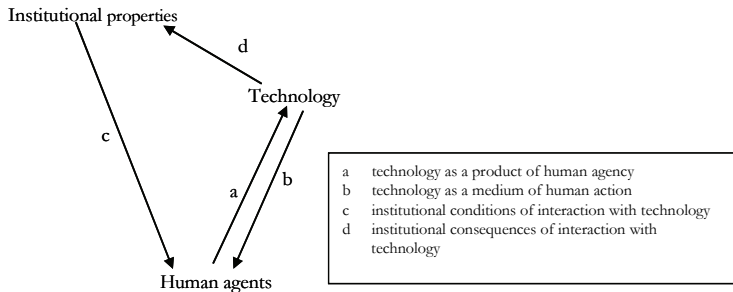 Institutional properties
d
Technology
c
a
b
Human agents
a technology as a product of human agency
b technology as a medium of human action
c institutional conditions of interaction with technology
d institutional consequences of interaction with
technology